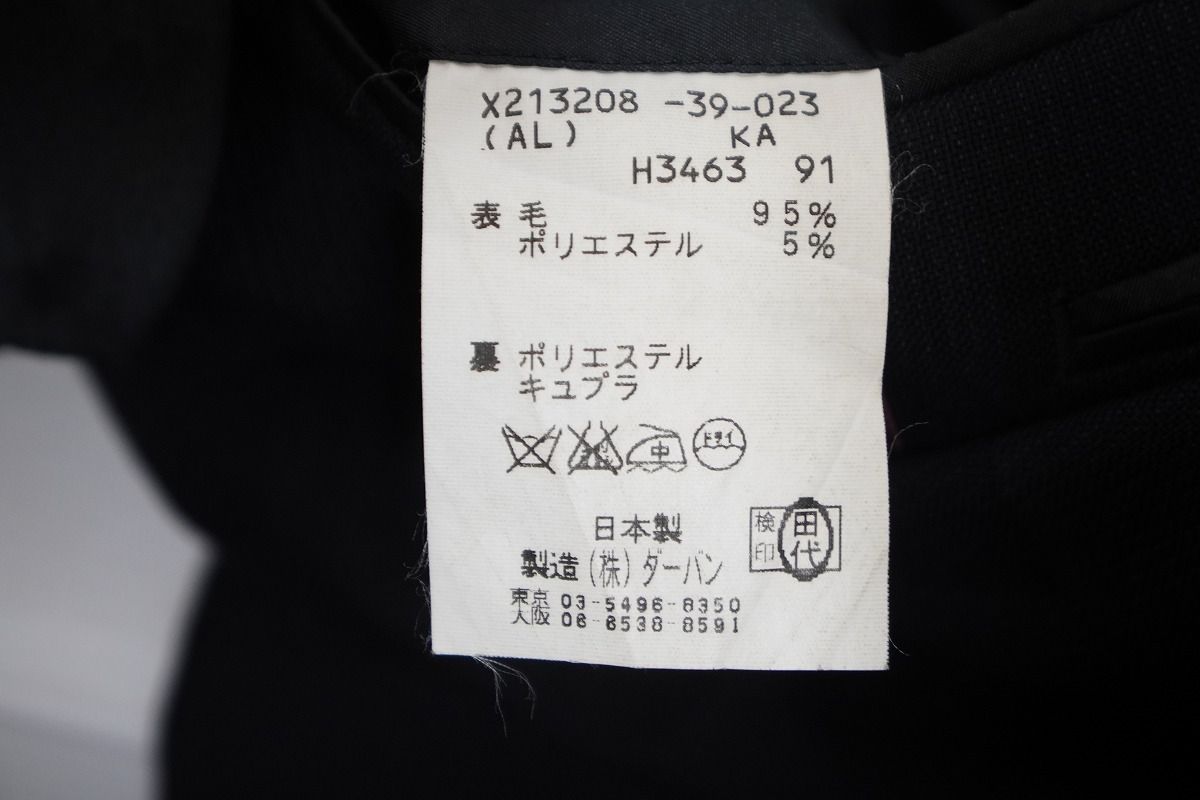 X213208 -39-023
(AL) KA
H3463 91
表 毛 95%
ポリエステル 5%
裏 ポリエステル
キュプラ
中 ドライ
日本製
検印 田代
製造(株)ダーバン
東京 03-5496-8350
大阪 06-6538-8591